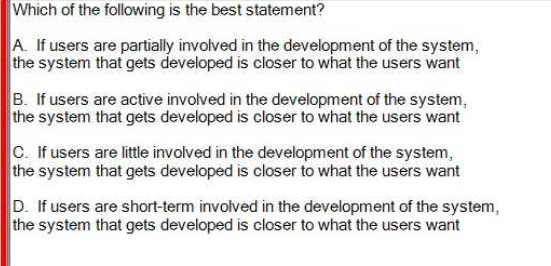 Which of the following is the best statement?
A. If users are partially involved in the development of the system,
the system that gets developed is closer to what the users want
B. If users are active involved in the development of the system,
the system that gets developed is closer to what the users want
C. If users are little involved in the development of the system,
the system that gets developed is closer to what the users want
D. If users are short-term involved in the development of the system,
the system that gets developed is closer to what the users want